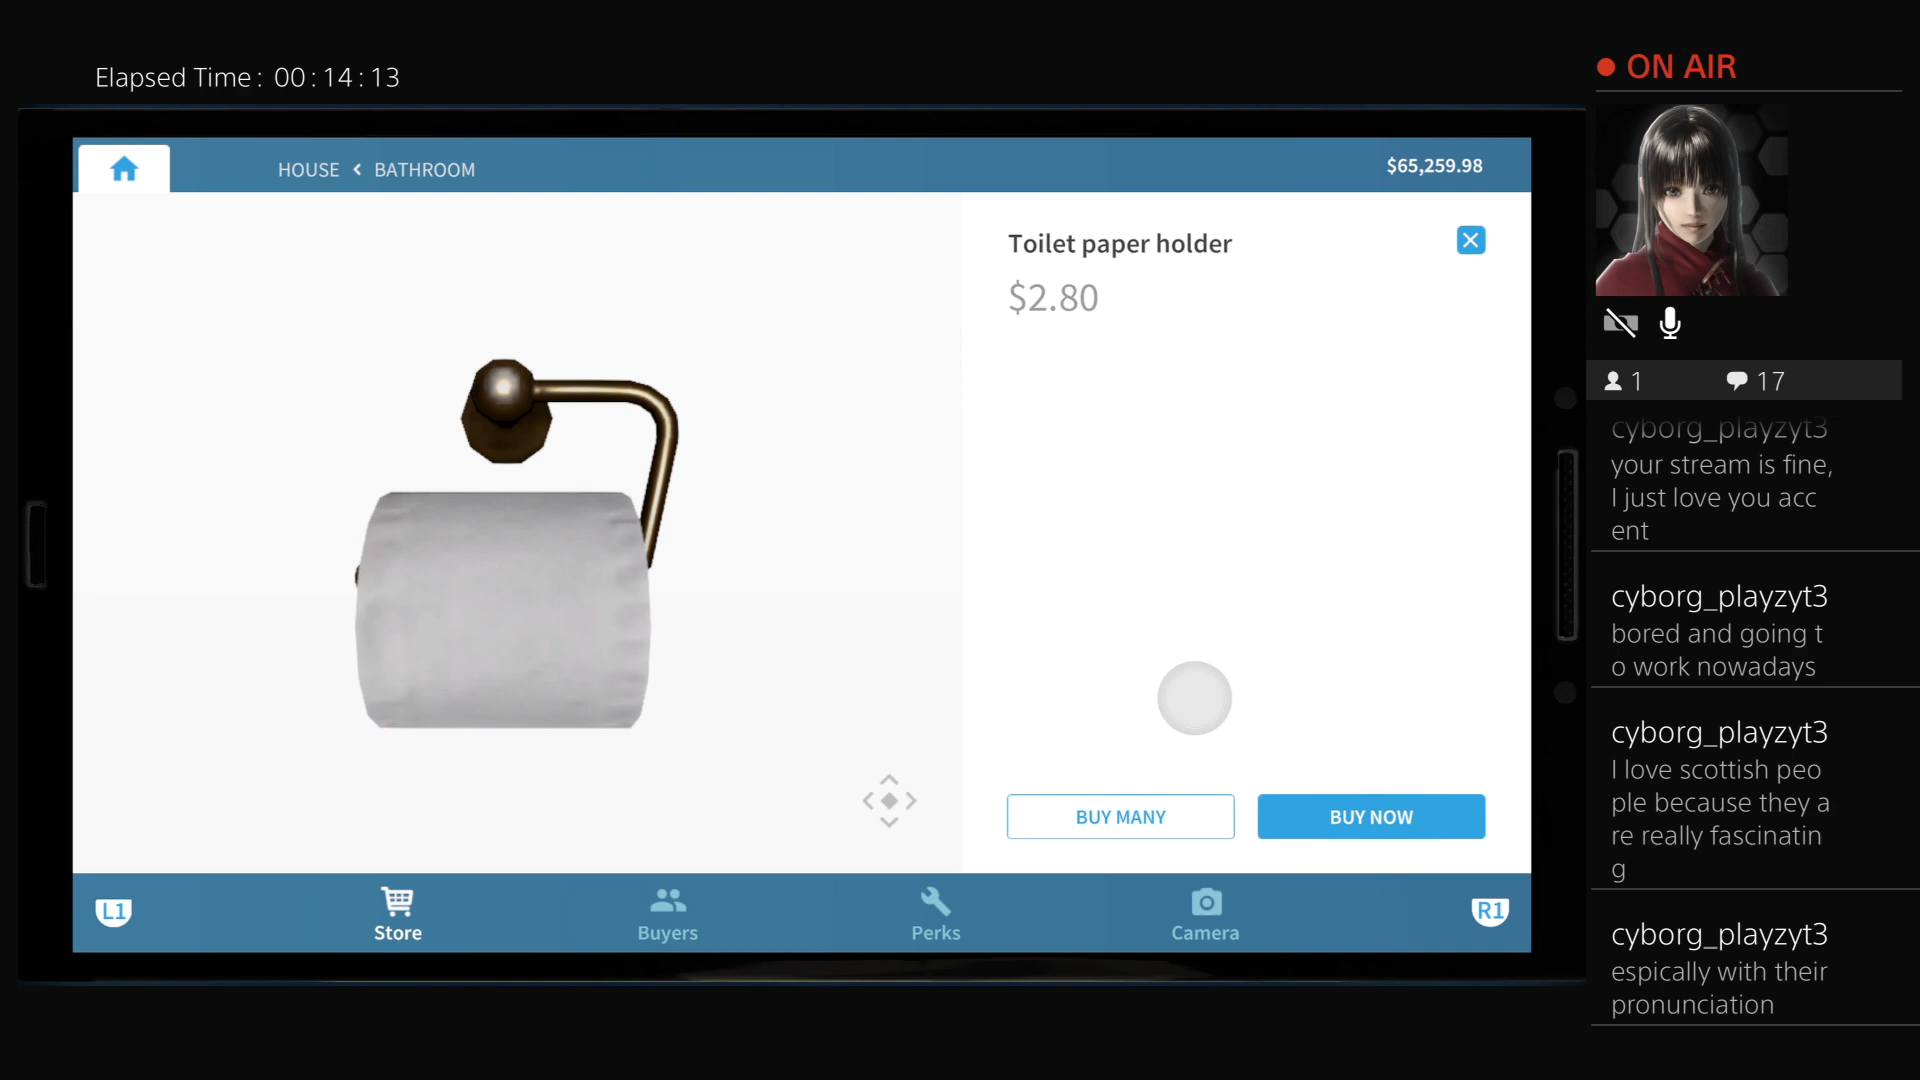 Elapsed Time: 00:14:13
ON AIR
HOUSE < BATHROOM
$65,259.98
Toilet paper holder
$2.80
BUY MANY
BUY NOW
L1
Store
Buyers
Perks
Camera
R1
1
17
cyborg_playzyt3
your stream is fine,
I just love you acc
ent
cyborg_playzyt3
bored and going t
o work nowadays
cyborg_playzyt3
I love scottish peo
ple because they a
re really fascinatin
g
cyborg_playzyt3
espically with their
pronunciation